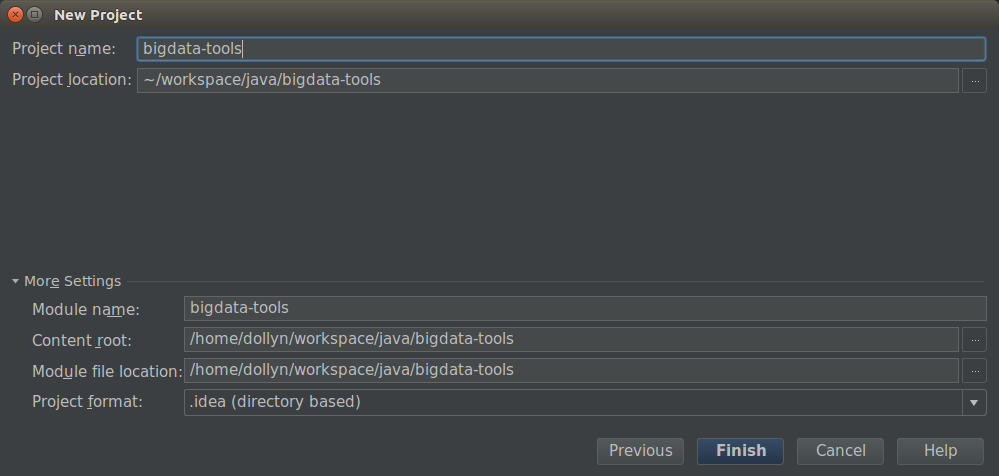 New Project
Project name: bigdata-tools
Project location: ~/workspace/java/bigdata-tools ...
More Settings
Module name: bigdata-tools
Content root: /home/dollyn/workspace/java/bigdata-tools ...
Module file location: /home/dollyn/workspace/java/bigdata-tools ...
Project format: .idea (directory based)
Previous Finish Cancel Help